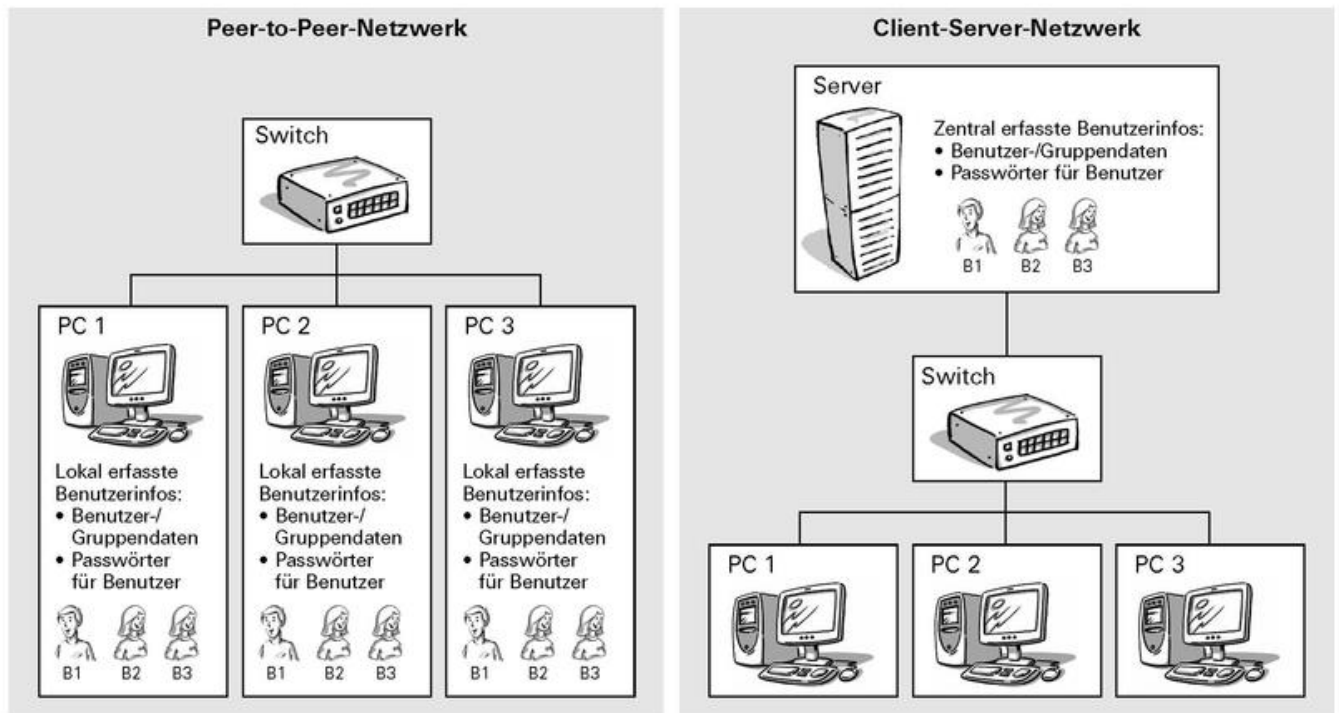 Peer-to-Peer-Netzwerk
Switch
PC 1
Lokal erfasste
Benutzerinfos:
• Benutzer-/
Gruppendaten
• Passwörter
für Benutzer
B1 B2 B3
PC 2
Lokal erfasste
Benutzerinfos:
• Benutzer-/
Gruppendaten
• Passwörter
für Benutzer
B1 B2 B3
PC 3
Lokal erfasste
Benutzerinfos:
• Benutzer-/
Gruppendaten
• Passwörter
für Benutzer
B1 B2 B3
Client-Server-Netzwerk
Server
Zentral erfasste Benutzerinfos:
• Benutzer-/Gruppendaten
• Passwörter für Benutzer
B1 B2 B3
Switch
PC 1
PC 2
PC 3